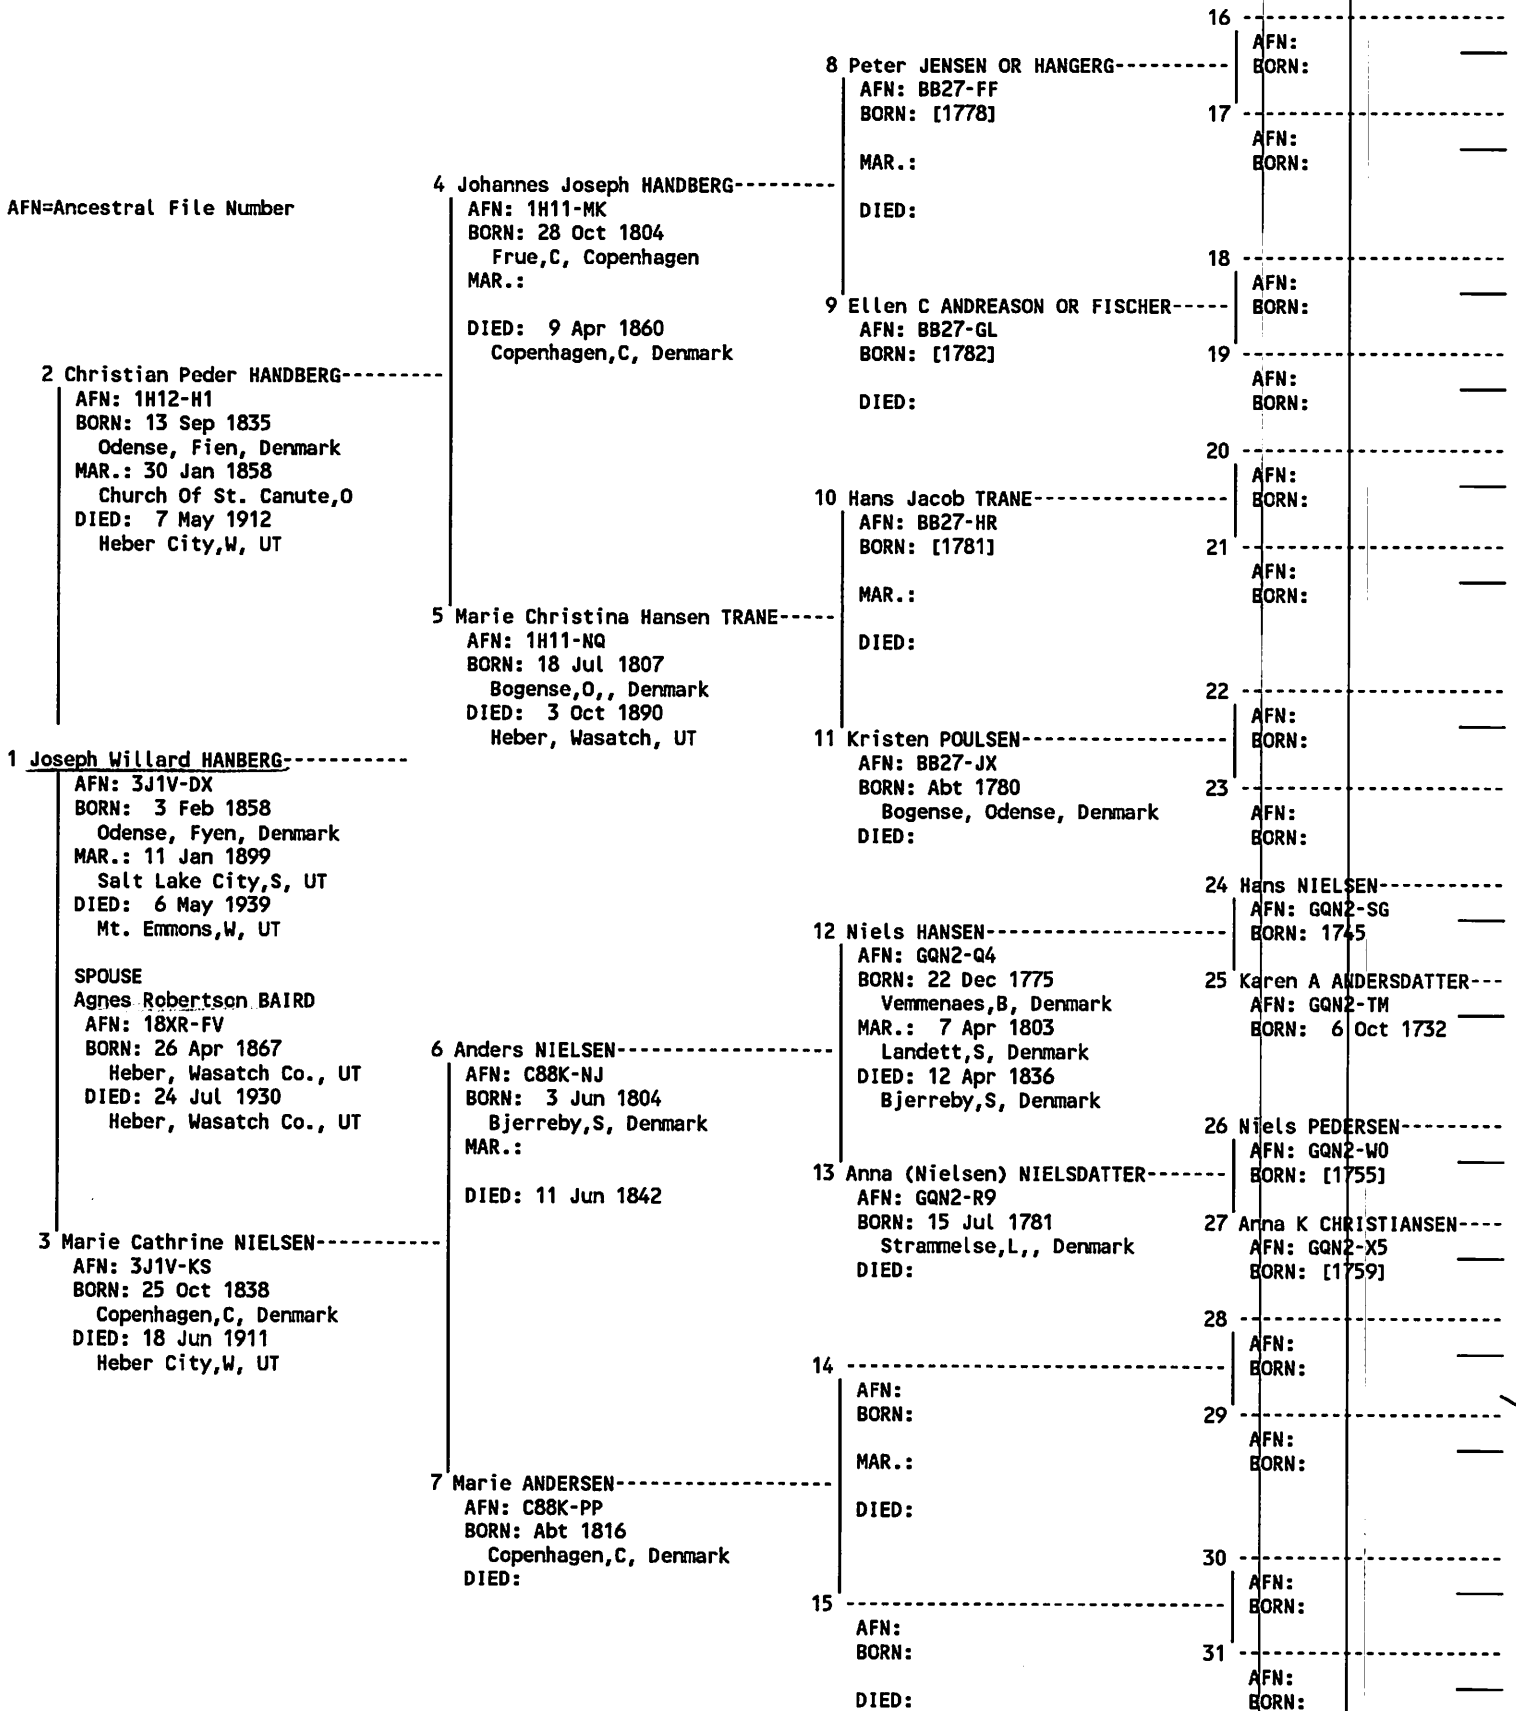 AFN=Ancestral File Number
1 Joseph Willard HANBERG-----------
AFN: 3J1V-DX
BORN: 3 Feb 1858
Odense, Fyen, Denmark
MAR.: 11 Jan 1899
Salt Lake City,S, UT
DIED: 6 May 1939
Mt. Emmons,W, UT
SPOUSE
Agnes Robertson BAIRD
AFN: 18XR-FV
BORN: 26 Apr 1867
Heber, Wasatch Co., UT
DIED: 24 Jul 1930
Heber, Wasatch Co., UT
2 Christian Peder HANDBERG---------
AFN: 1H12-H1
BORN: 13 Sep 1835
Odense, Fien, Denmark
MAR.: 30 Jan 1858
Church Of St. Canute,O
DIED: 7 May 1912
Heber City,W, UT
3 Marie Cathrine NIELSEN-----------
AFN: 3J1V-KS
BORN: 25 Oct 1838
Copenhagen,C, Denmark
DIED: 18 Jun 1911
Heber City,W, UT
4 Johannes Joseph HANDBERG---------
AFN: 1H11-MK
BORN: 28 Oct 1804
Frue,C, Copenhagen
MAR.:
DIED: 9 Apr 1860
Copenhagen,C, Denmark
5 Marie Christina Hansen TRANE-----
AFN: 1H11-NQ
BORN: 18 Jul 1807
Bogense,O,, Denmark
DIED: 3 Oct 1890
Heber, Wasatch, UT
6 Anders NIELSEN-------------------
AFN: C88K-NJ
BORN: 3 Jun 1804
Bjerreby,S, Denmark
MAR.:
DIED: 11 Jun 1842
7 Marie ANDERSEN-------------------
AFN: C88K-PP
BORN: Abt 1816
Copenhagen,C, Denmark
DIED:
8 Peter JENSEN OR HANGERG----------
AFN: BB27-FF
BORN: [1778]
MAR.:
DIED:
9 Ellen C ANDREASON OR FISCHER-----
AFN: BB27-GL
BORN: [1782]
DIED:
10 Hans Jacob TRANE-----------------
AFN: BB27-HR
BORN: [1781]
MAR.:
DIED:
11 Kristen POULSEN------------------
AFN: BB27-JX
BORN: Abt 1780
Bogense, Odense, Denmark
DIED:
12 Niels HANSEN---------------------
AFN: GQN2-Q4
BORN: 22 Dec 1775
Vemmenaes,B, Denmark
MAR.: 7 Apr 1803
Landett,S, Denmark
DIED: 12 Apr 1836
Bjerreby,S, Denmark
13 Anna (Nielsen) NIELSDATTER-------
AFN: GQN2-R9
BORN: 15 Jul 1781
Strammelse,L,, Denmark
DIED:
14 ---------------------------------
AFN:
BORN:
MAR.:
DIED:
15 ---------------------------------
AFN:
BORN:
DIED:
16 -----------------------
AFN:
BORN:
17 -----------------------
AFN:
BORN:
18 -----------------------
AFN:
BORN:
19 -----------------------
AFN:
BORN:
20 -----------------------
AFN:
BORN:
21 -----------------------
AFN:
BORN:
22 -----------------------
AFN:
BORN:
23 -----------------------
AFN:
BORN:
24 Hans NIELSEN-----------
AFN: GQN2-SG
BORN: 1745
25 Karen A ANDERSDATTER---
AFN: GQN2-TM
BORN: 6 Oct 1732
26 Niels PEDERSEN---------
AFN: GQN2-W0
BORN: [1755]
27 Anna K CHRISTIANSEN----
AFN: GQN2-X5
BORN: [1759]
28 -----------------------
AFN:
BORN:
29 -----------------------
AFN:
BORN:
30 -----------------------
AFN:
BORN:
31 -----------------------
AFN:
BORN: